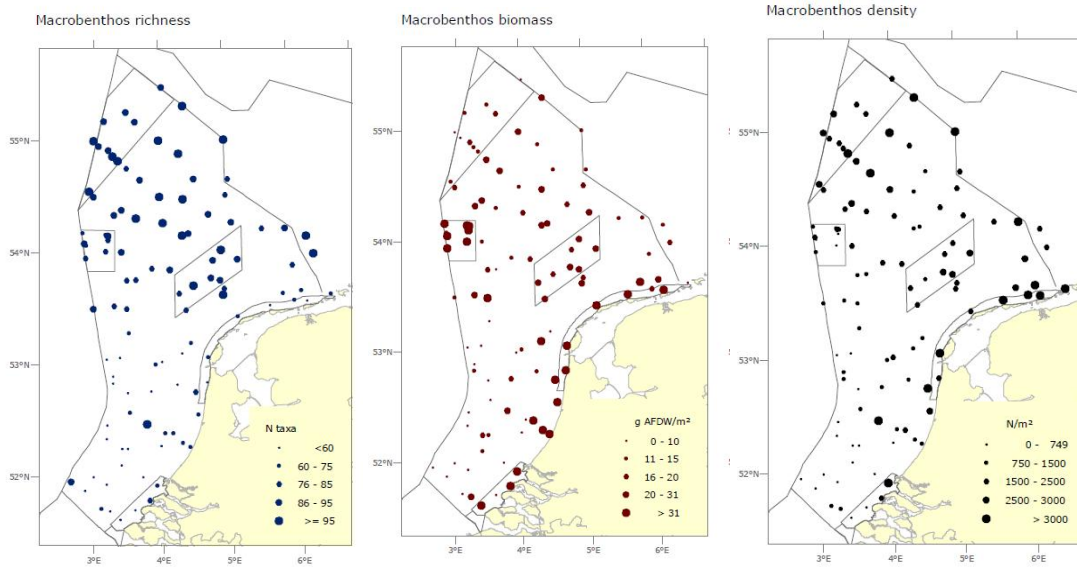 Macrobenthos richness
55°N
54°N
53°N
52°N
N taxa
<60
60 - 75
76 - 85
86 - 95
>= 95
3°E
4°E
5°E
6°E
Macrobenthos biomass
55°N
54°N
53°N
52°N
g AFDW/m²
0 - 10
11 - 15
16 - 20
20 - 31
> 31
3°E
4°E
5°E
6°E
Macrobenthos density
55°N
54°N
53°N
52°N
N/m²
0 - 749
750 - 1500
1500 - 2500
2500 - 3000
> 3000
3°E
4°E
5°E
6°E